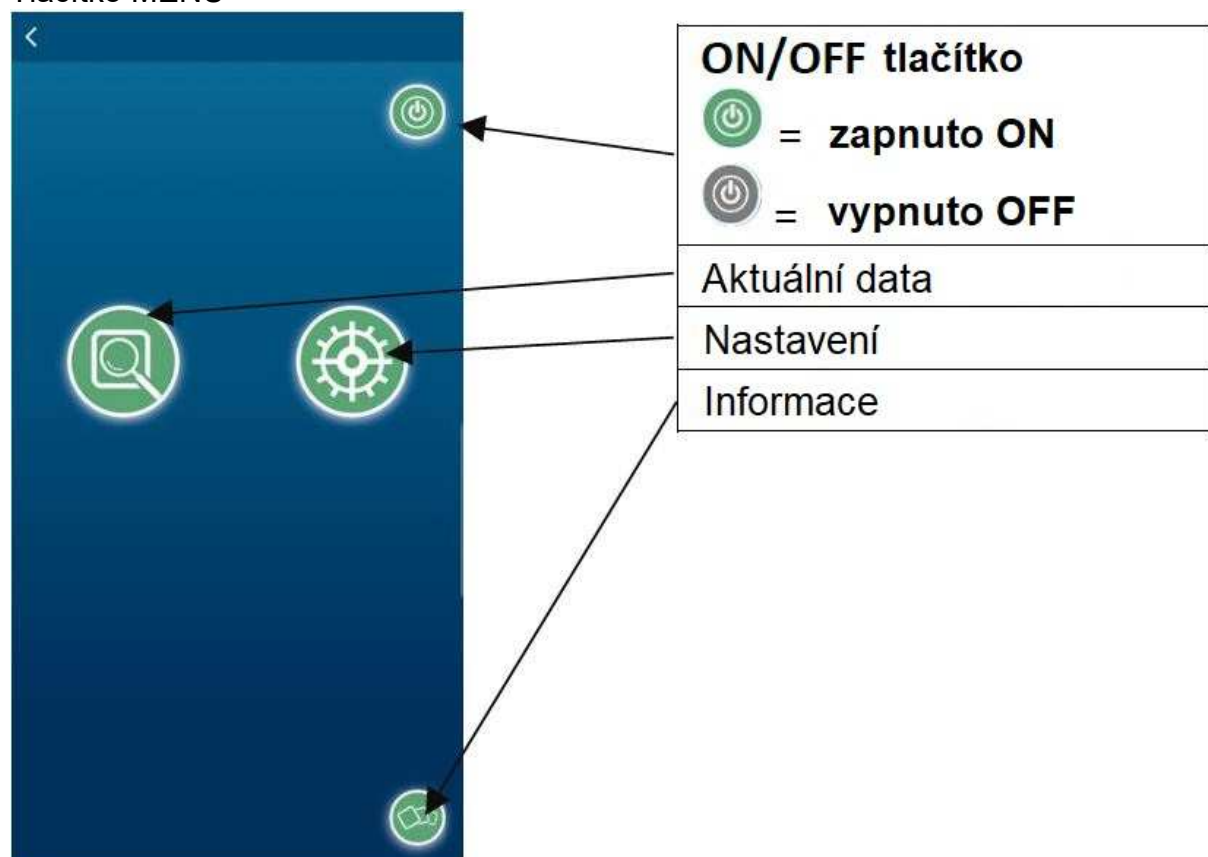 ON/OFF tlačítko
= zapnuto ON
= vypnuto OFF
Aktuální data
Nastavení
Informace